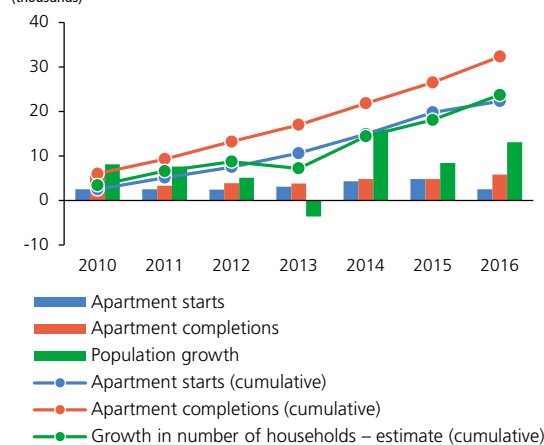 (thousands)
40
30
20
10
0
-10
2010 2011 2012 2013 2014 2015 2016
Apartment starts
Apartment completions
Population growth
Apartment starts (cumulative)
Apartment completions (cumulative)
Growth in number of households – estimate (cumulative)